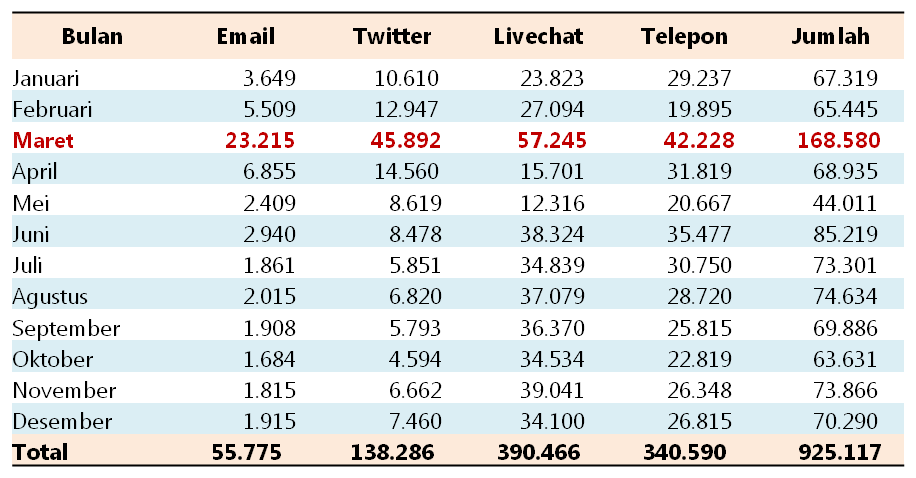 Bulan Email Twitter Livechat Telepon Jumlah
Januari 3.649 10.610 23.823 29.237 67.319
Februari 5.509 12.947 27.094 19.895 65.445
Maret 23.215 45.892 57.245 42.228 168.580
April 6.855 14.560 15.701 31.819 68.935
Mei 2.409 8.619 12.316 20.667 44.011
Juni 2.940 8.478 38.324 35.477 85.219
Juli 1.861 5.851 34.839 30.750 73.301
Agustus 2.015 6.820 37.079 28.720 74.634
September 1.908 5.793 36.370 25.815 69.886
Oktober 1.684 4.594 34.534 22.819 63.631
November 1.815 6.662 39.041 26.348 73.866
Desember 1.915 7.460 34.100 26.815 70.290
Total 55.775 138.286 390.466 340.590 925.117